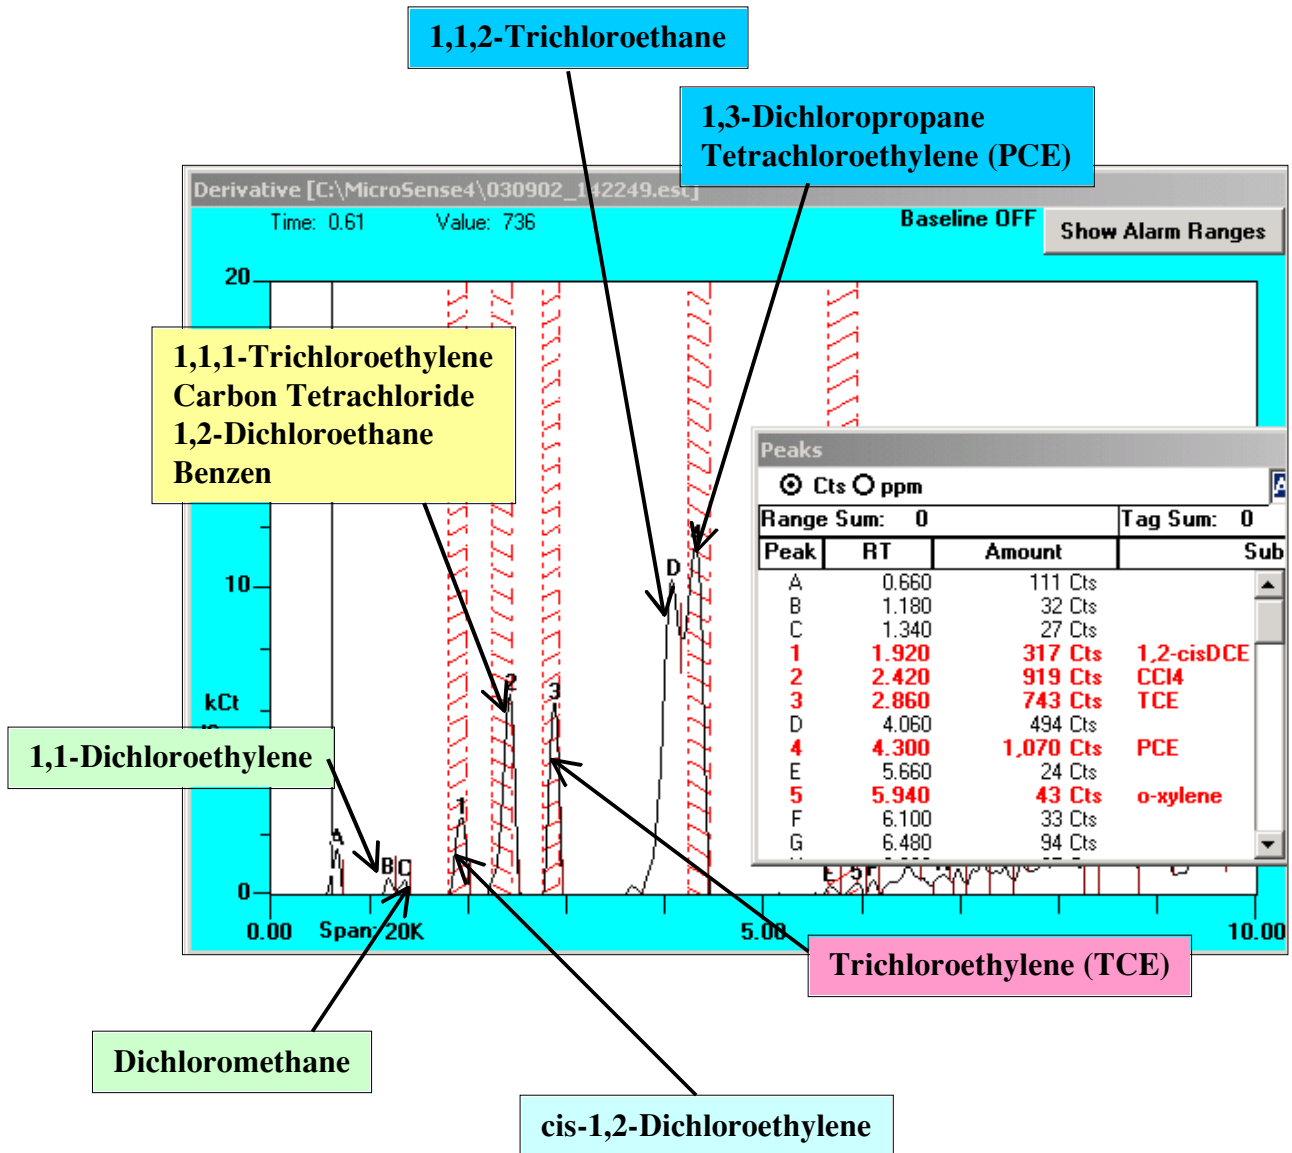 1,1,2-Trichloroethane
1,3-Dichloropropane
Tetrachloroethylene (PCE)
Derivative [C:\MicroSense4\030902_142249.est]
Time: 0.61 Value: 736 Baseline OFF Show Alarm Ranges
20
1,1,1-Trichloroethylene
Carbon Tetrachloride
1,2-Dichloroethane
Benzen
Peaks
Cts ppm
Range Sum: 0 Tag Sum: 0
Peak RT Amount Sub
A 0.660 111 Cts
B 1.180 32 Cts
C 1.340 27 Cts
1 1.920 317 Cts 1,2-cisDCE
2 2.420 919 Cts CCl4
3 2.860 743 Cts TCE
D 4.060 494 Cts
4 4.300 1,070 Cts PCE
E 5.660 24 Cts
5 5.940 43 Cts o-xylene
F 6.100 33 Cts
G 6.480 94 Cts
D
10
2
3
kCt
1,1-Dichloroethylene
1
A
B C
E 5 F
0
0.00 Span: 20K 5.00 10.00
Trichloroethylene (TCE)
Dichloromethane
cis-1,2-Dichloroethylene